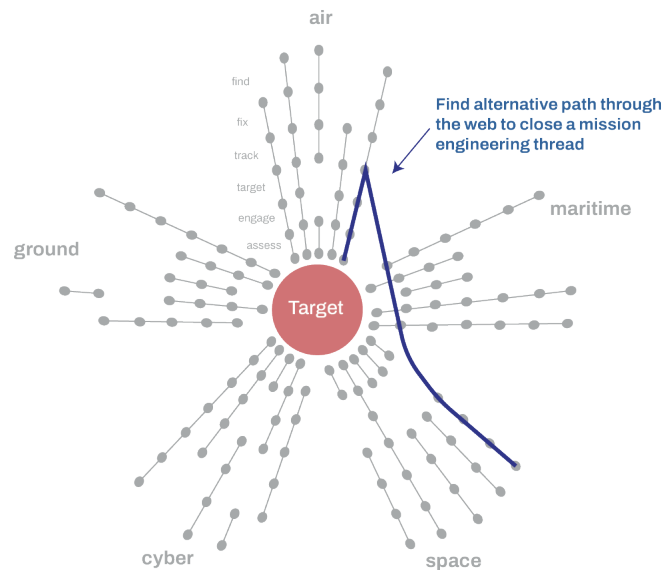 air
find
fix
track
target
engage
assess
Find alternative path through
the web to close a mission
engineering thread
maritime
ground
Target
cyber
space